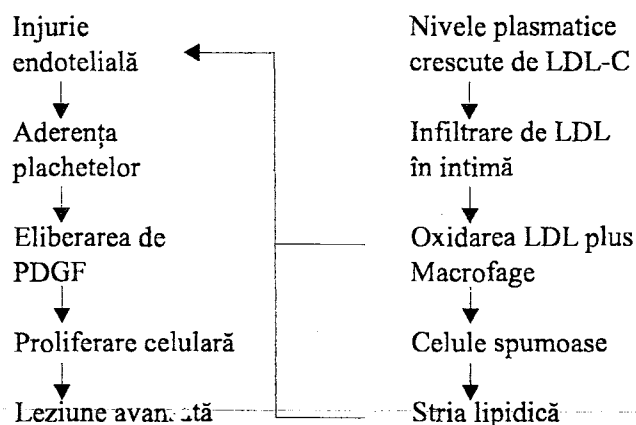 Injurie
endotelială
Aderența
plachetelor
Eliberarea de
PDGF
Proliferare celulară
Leziune
Nivele plasmatice
crescute de LDL-C
Infiltrare de LDL
în intimă
Oxidarea LDL plus
Macrofage
Celule spumoase
Stria lipidică